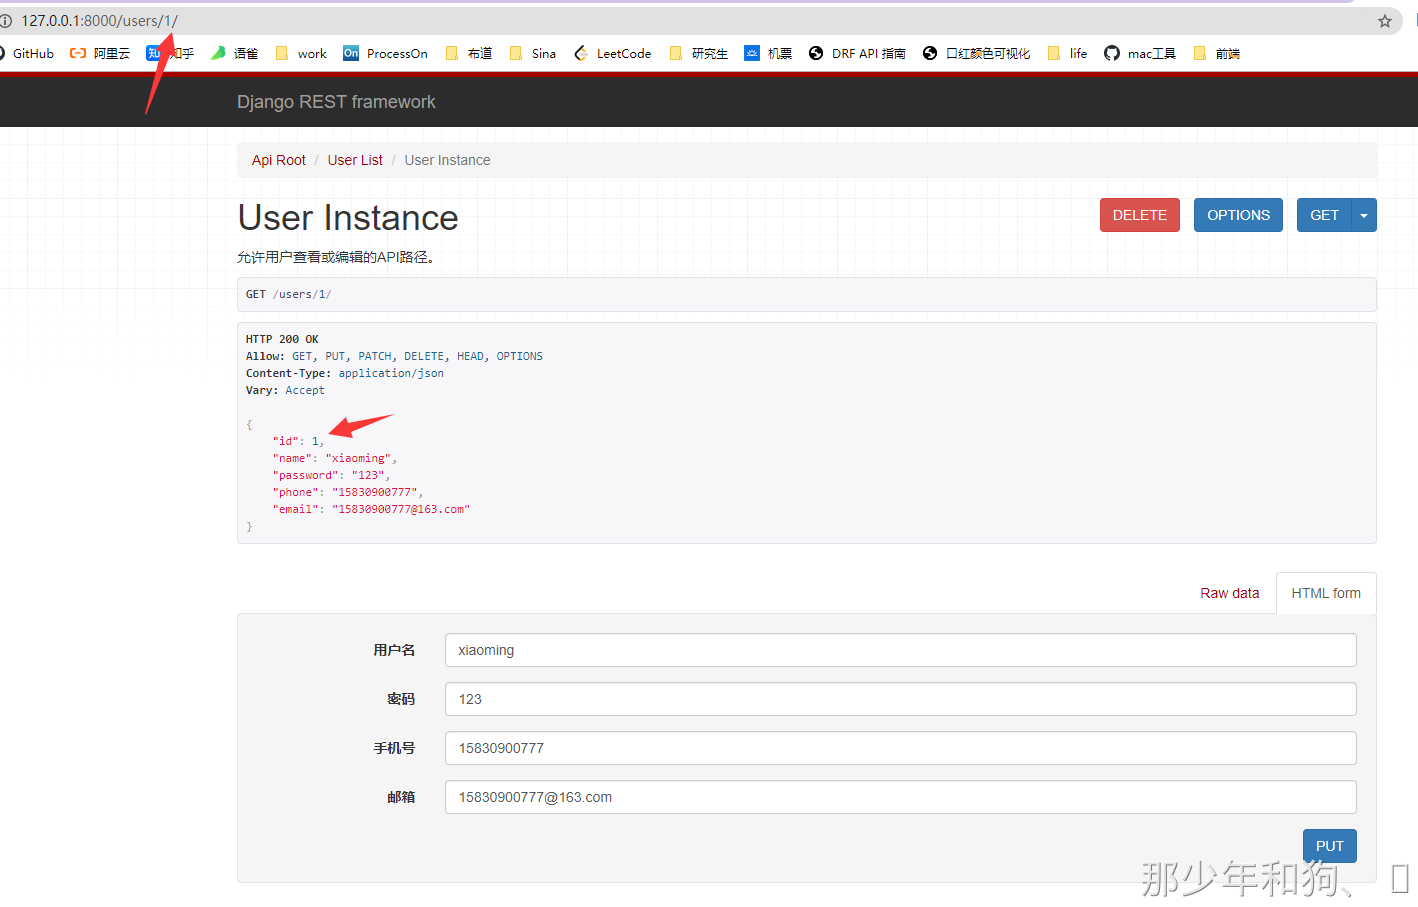 127.0.0.1:8000/users/1/
GitHub 阿里云 知乎 语雀 work On ProcessOn 布道 Sina LeetCode 研究生 机票 DRF API 指南 口红颜色可视化 life mac工具 前端
Django REST framework
Api Root / User List / User Instance
User Instance DELETE OPTIONS GET
允许用户查看或编辑的API路径。
GET /users/1/
HTTP 200 OK
Allow: GET, PUT, PATCH, DELETE, HEAD, OPTIONS
Content-Type: application/json
Vary: Accept
{
"id": 1,
"name": "xiaoming",
"password": "123",
"phone": "15830900777",
"email": "15830900777@163.com"
}
Raw data HTML form
用户名 xiaoming
密码 123
手机号 15830900777
邮箱 15830900777@163.com
PUT
那少年和狗、